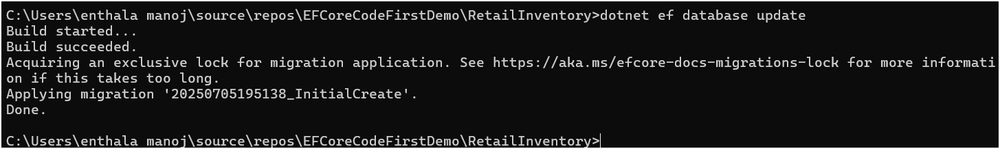 C:\Users\enthala manoj\source\repos\EFCoreCodeFirstDemo\RetailInventory>dotnet ef database update
Build started...
Build succeeded.
Acquiring an exclusive lock for migration application. See https://aka.ms/efcore-docs-migrations-lock for more informati
on if this takes too long.
Applying migration '20250705195138_InitialCreate'.
Done.
C:\Users\enthala manoj\source\repos\EFCoreCodeFirstDemo\RetailInventory>